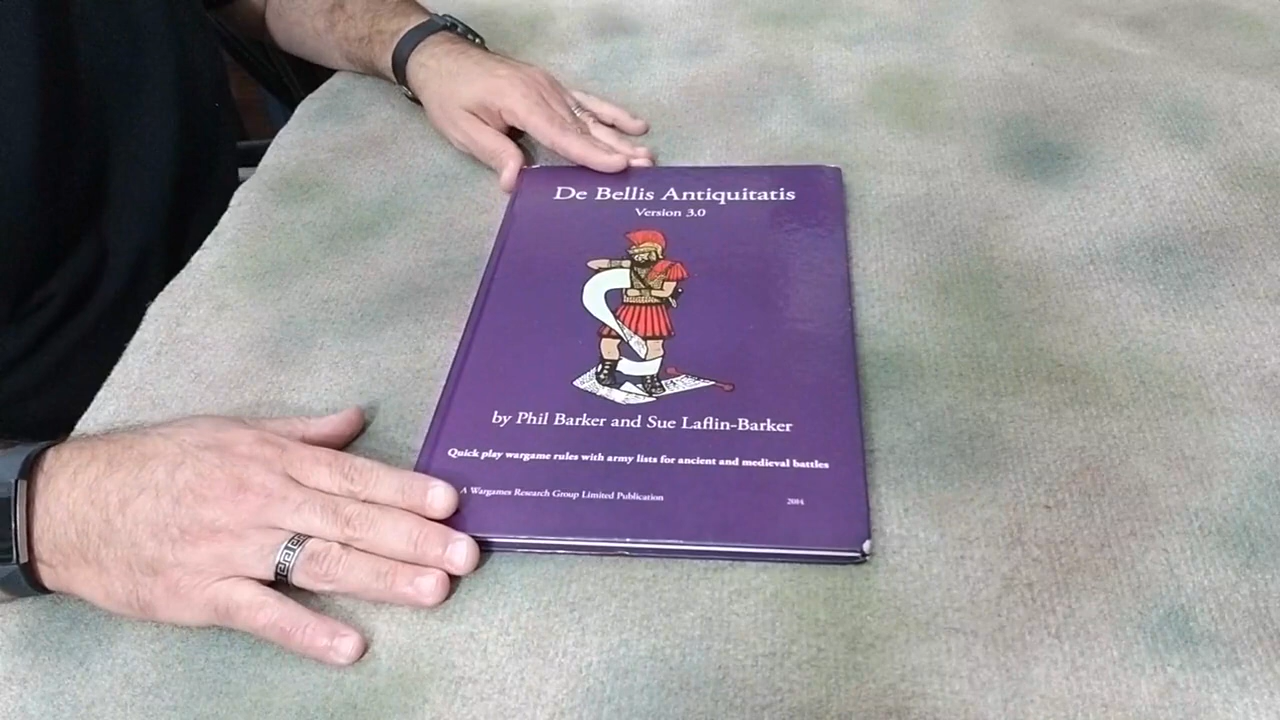 De Bellis Antiquitatis
Version 3.0
by Phil Barker and Sue Laflin-Barker
Quick play wargame rules with army lists for ancient and medieval battles
A Wargames Research Group Limited Publication
2014